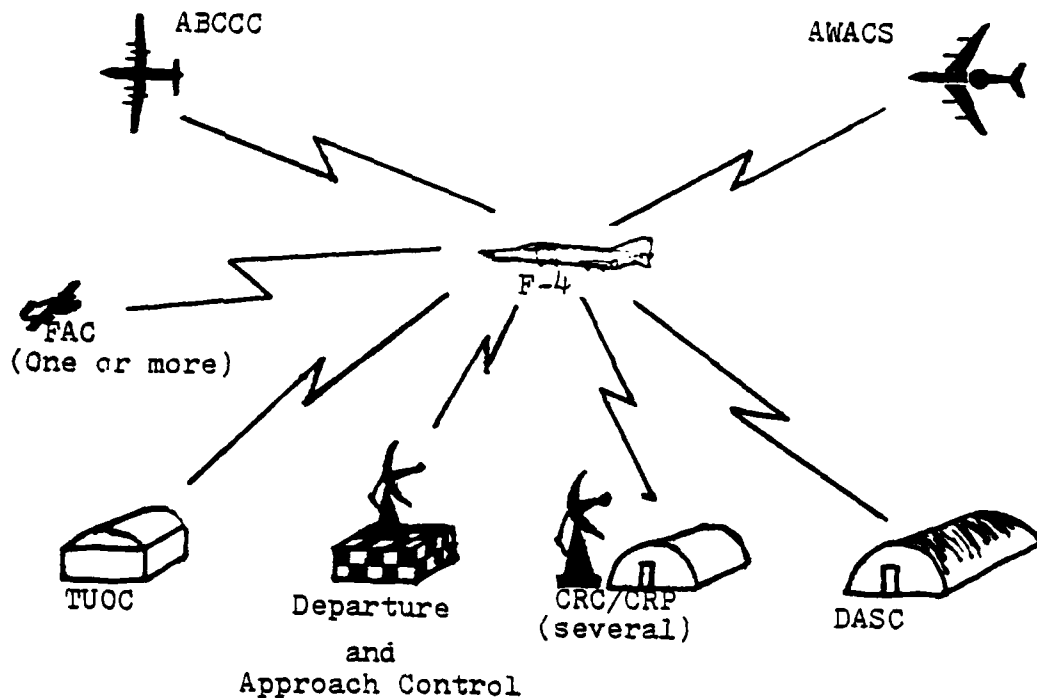 ABCCC
AWACS
F-4
FAC
(One or more)
TUOC
Departure
and
Approach Control
CRC/CRP
(several)
DASC